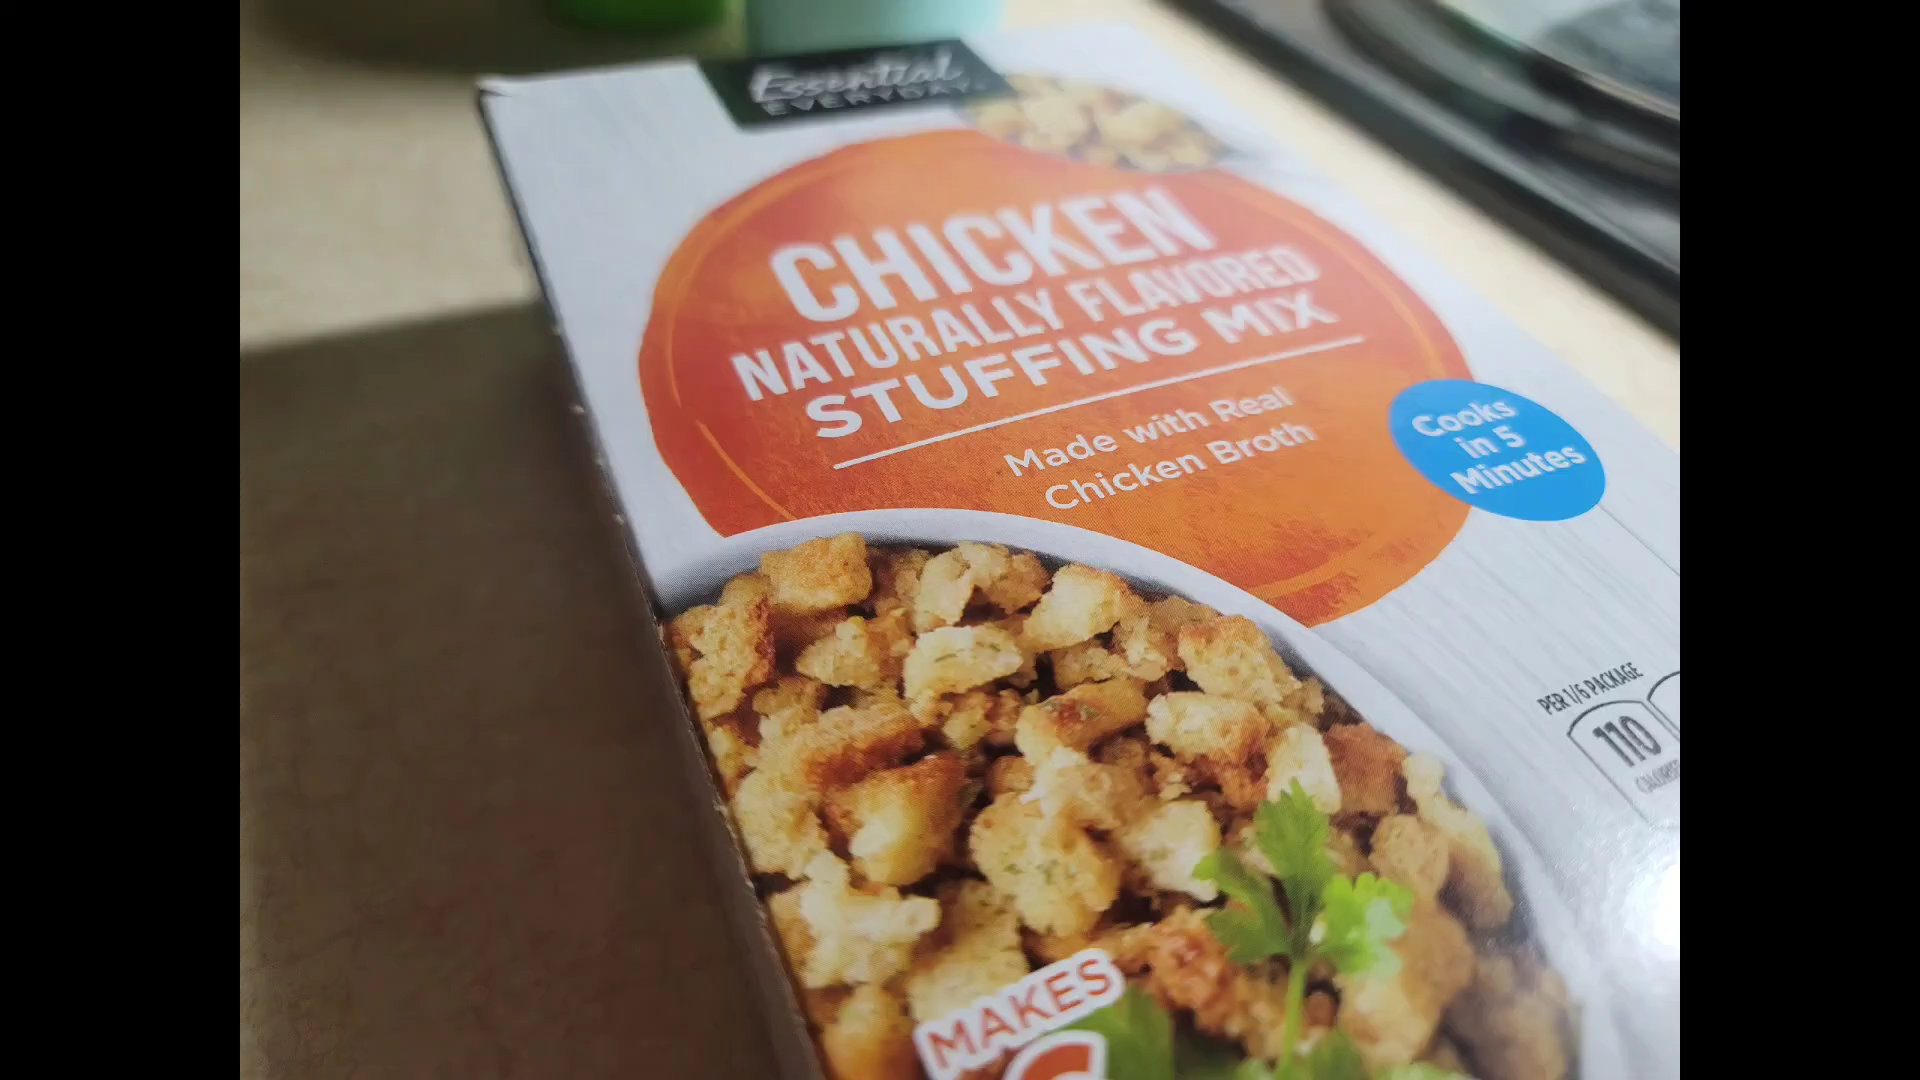 Essential
EVERYDAY.
CHICKEN
NATURALLY FLAVORED
STUFFING MIX
Made with Real
Chicken Broth
Cooks
in 5
Minutes
PER 1/6 PACKAGE
110
CALORIES
MAKES